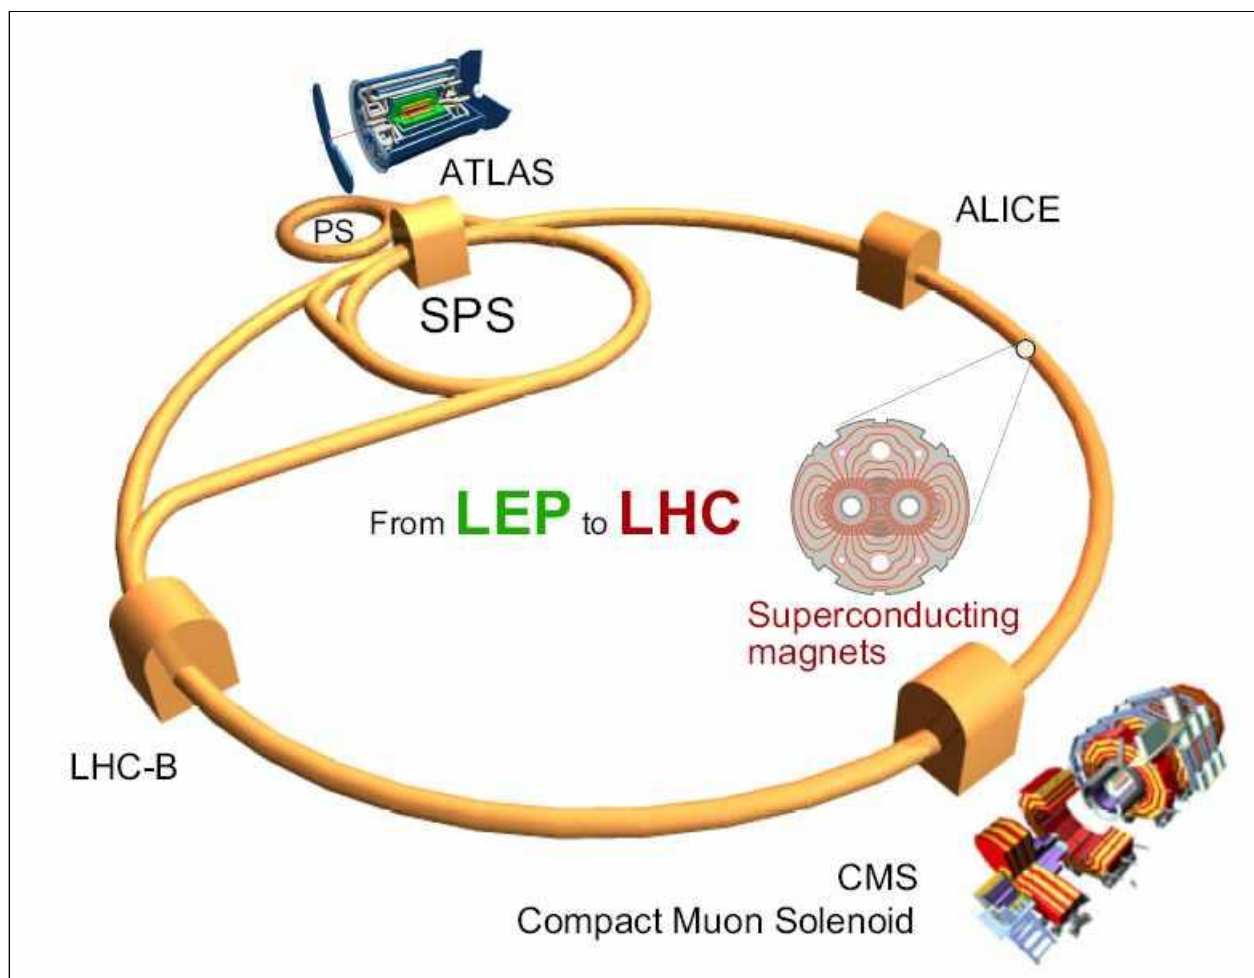 ATLAS
ALICE
PS
SPS
From LEP to LHC
Superconducting
magnets
LHC-B
CMS
Compact Muon Solenoid